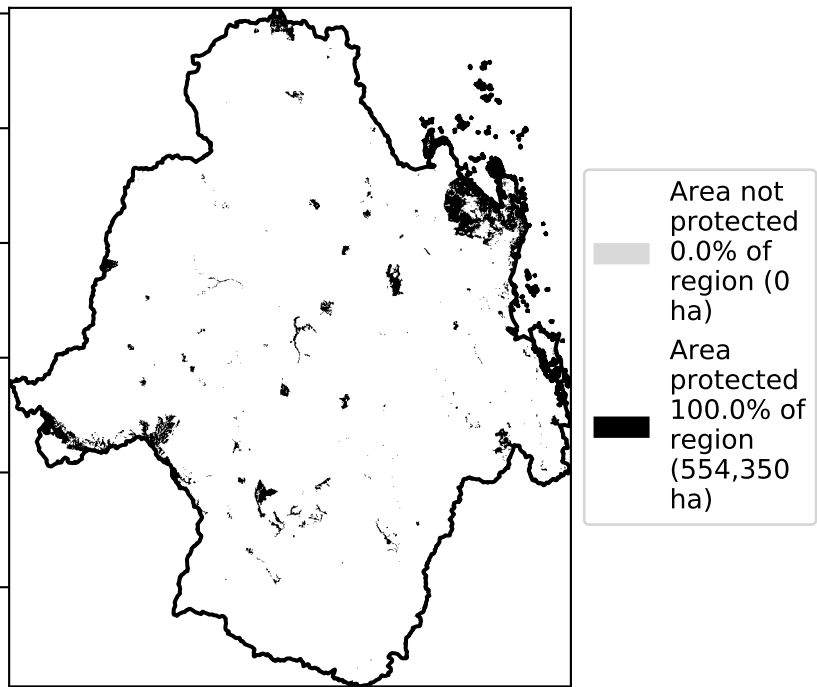 Area not
protected
0.0% of
region (0
ha)
Area
protected
100.0% of
region
(554,350
ha)